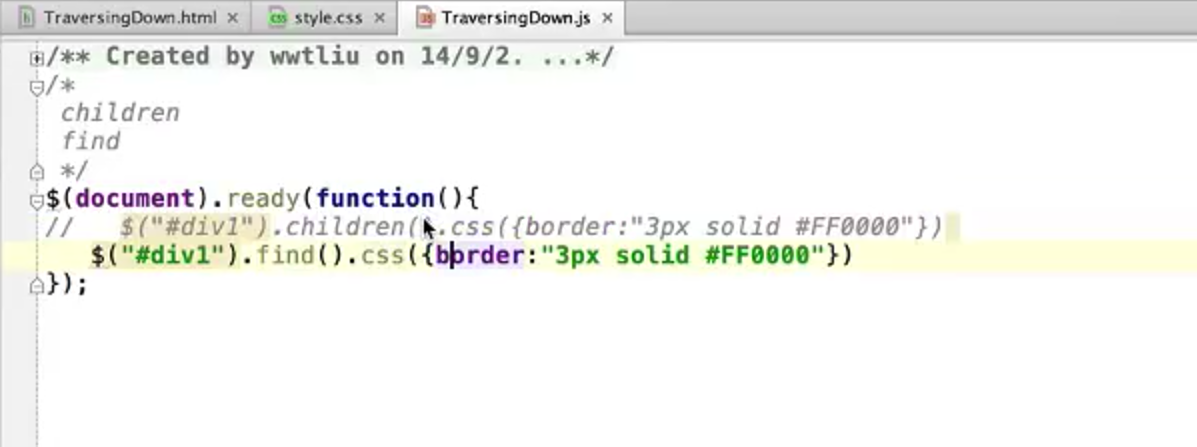 TraversingDown.html
style.css
TraversingDown.js
/** Created by wwtliu on 14/9/2. ...*/
/*
children
find
*/
$(document).ready(function(){
// $("#div1").children().css({border:"3px solid #FF0000"})
$("#div1").find().css({border:"3px solid #FF0000"})
});